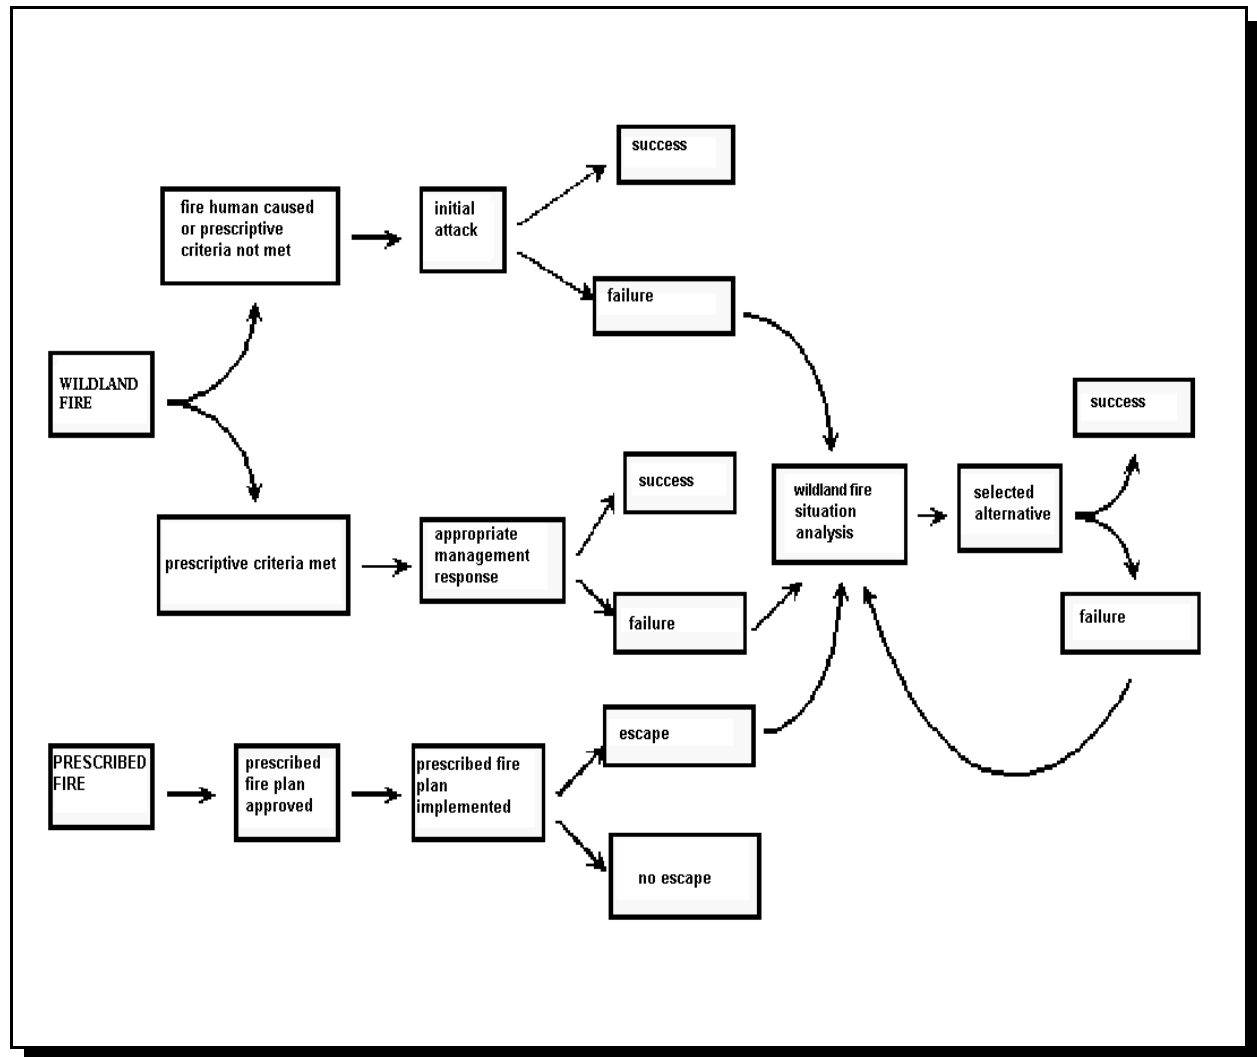 success
fire human caused
or prescriptive
criteria not met
initial
attack
failure
WILDLAND
FIRE
success
success
wildland fire
situation
analysis
selected
alternative
prescriptive criteria met
appropriate
management
response
failure
failure
escape
PRESCRIBED
FIRE
prescribed
fire plan
approved
prescribed fire
plan
implemented
no escape